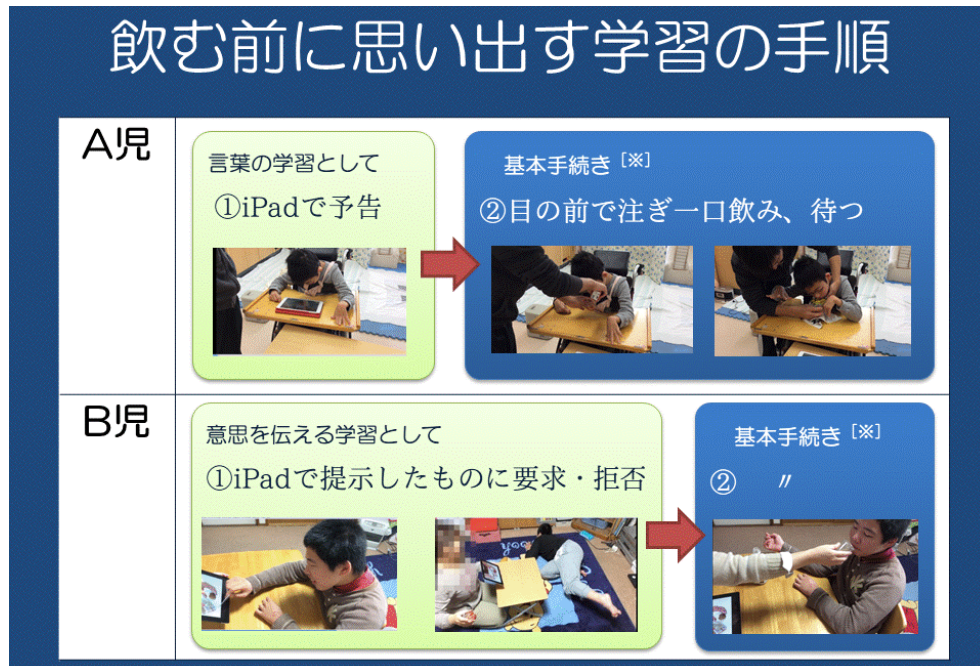 飲む前に思い出す学習の手順
A児
言葉の学習として
①iPadで予告
基本手続き［※］
②目の前で注ぎ一口飲み、待つ
B児
意思を伝える学習として
①iPadで提示したものに要求・拒否
基本手続き［※］
②　〃